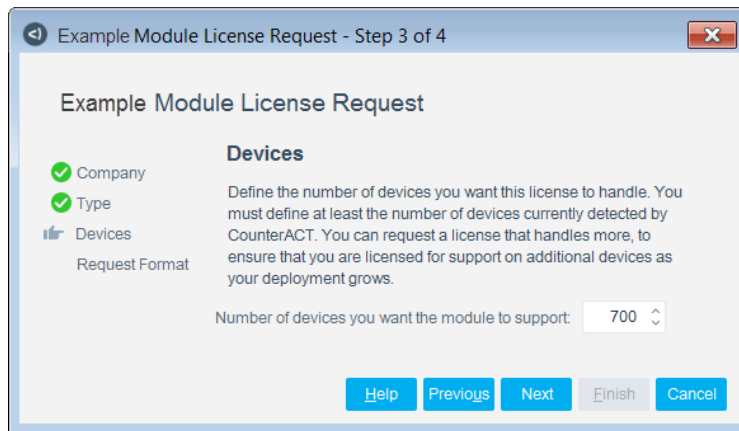 Example Module License Request - Step 3 of 4
Example Module License Request
Company
Type
Devices
Request Format
Devices
Define the number of devices you want this license to handle. You
must define at least the number of devices currently detected by
CounterACT. You can request a license that handles more, to
ensure that you are licensed for support on additional devices as
your deployment grows.
Number of devices you want the module to support: 700
Help Previous Next Finish Cancel